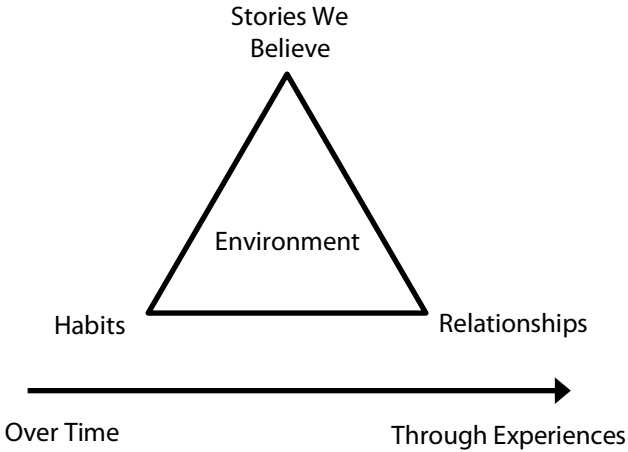 Stories We
Believe
Environment
Habits
Relationships
Over Time
Through Experiences